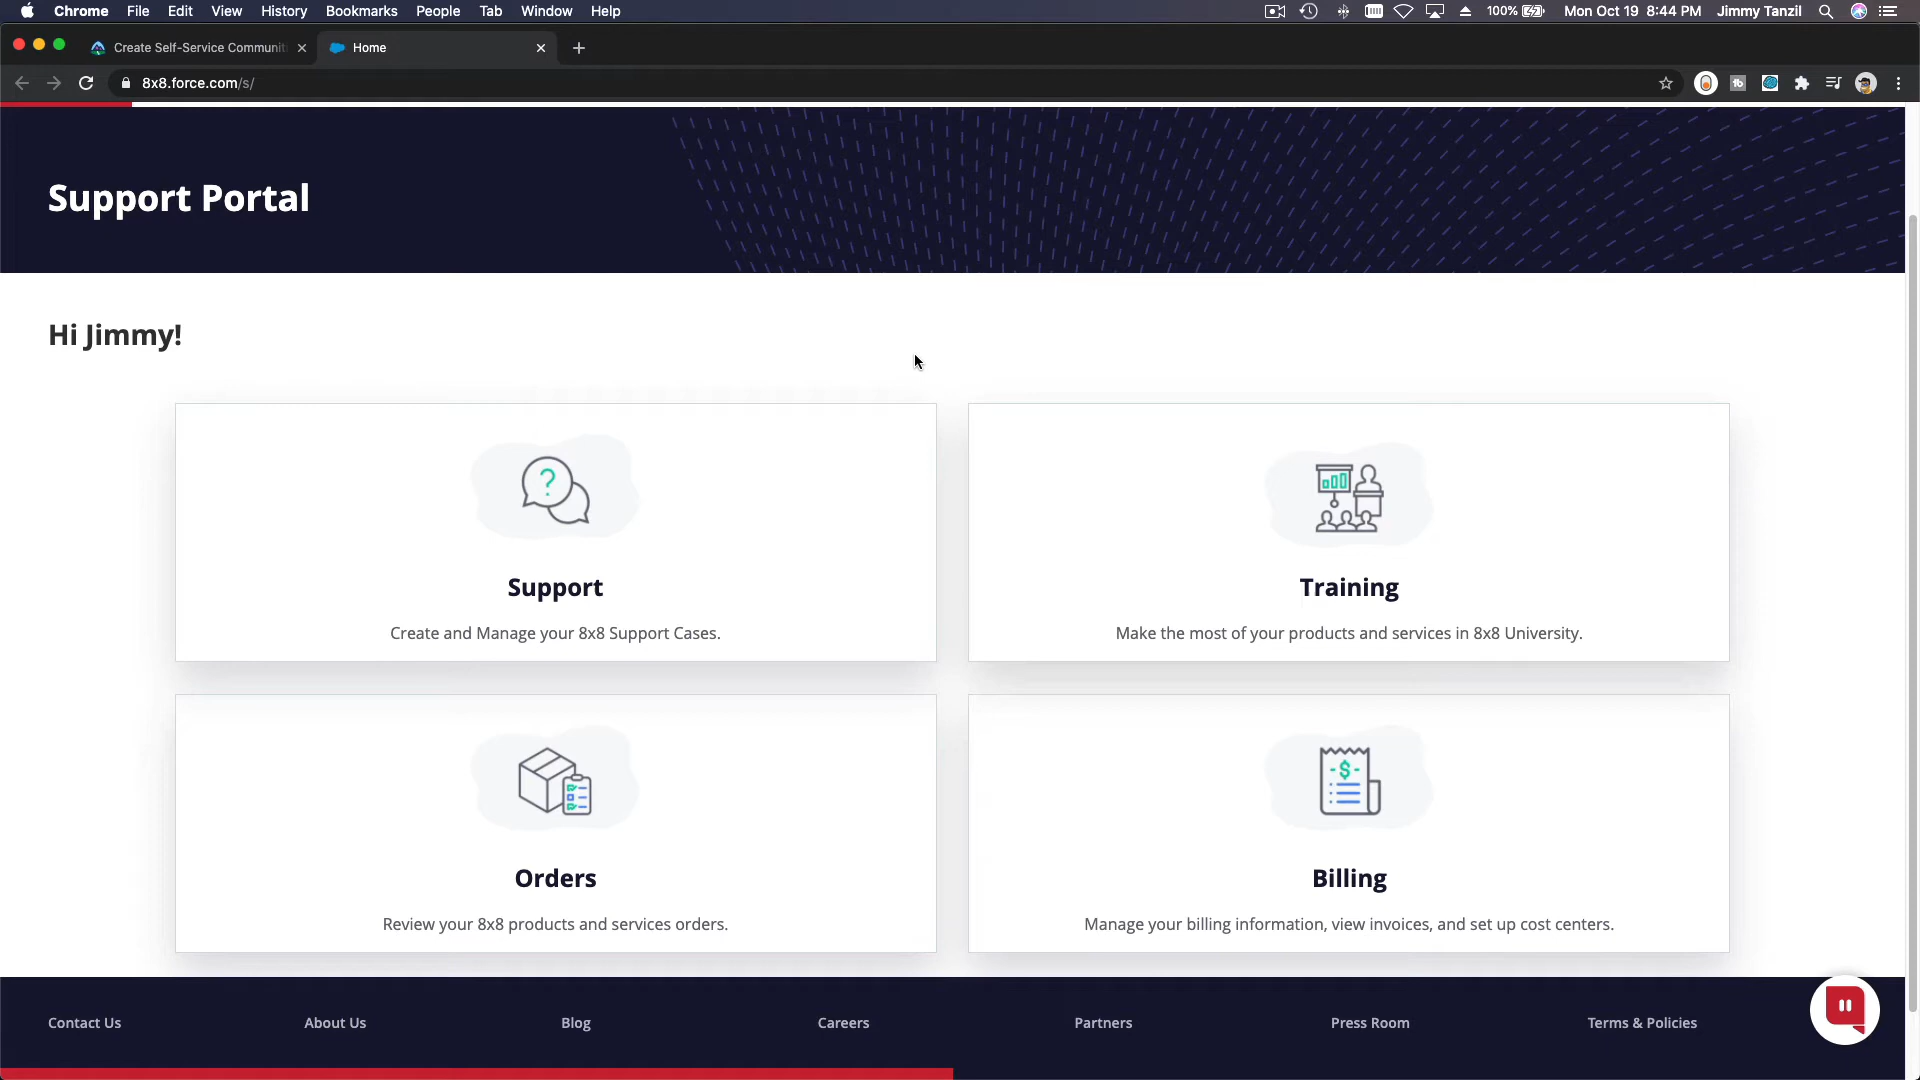 Chrome File Edit View History Bookmarks People Tab Window Help 100% Mon Oct 19 8:44 PM Jimmy Tanzil
Create Self-Service Communit Home
8x8.force.com/s/
Support Portal
Hi Jimmy!
Support
Create and Manage your 8x8 Support Cases.
Training
Make the most of your products and services in 8x8 University.
Orders
Review your 8x8 products and services orders.
Billing
Manage your billing information, view invoices, and set up cost centers.
Contact Us About Us Blog Careers Partners Press Room Terms & Policies